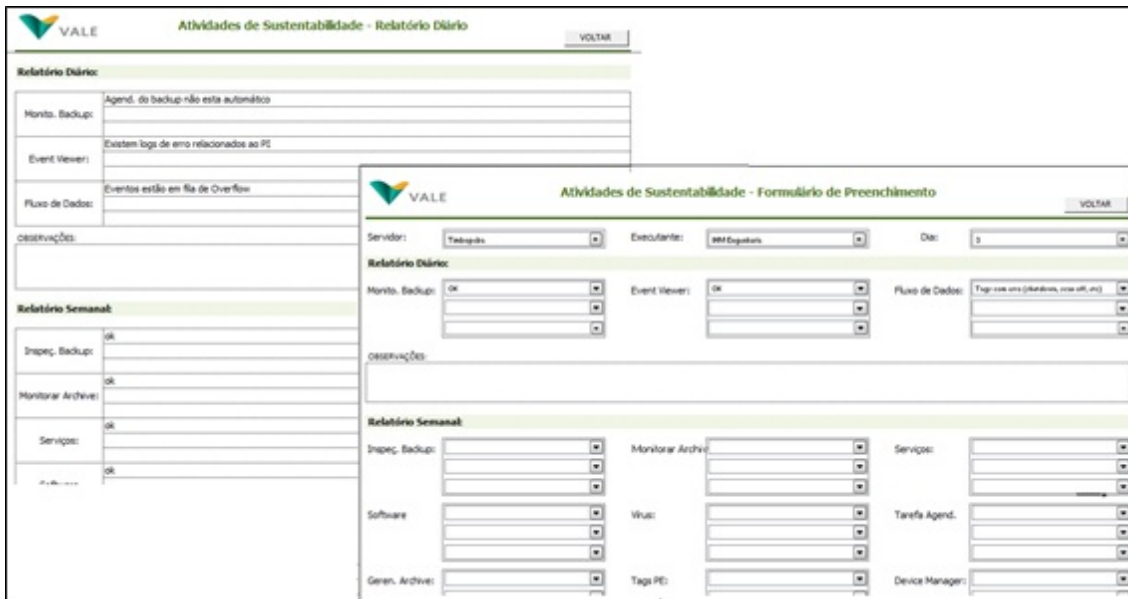 VALE
Atividades de Sustentabilidade - Relatório Diário
VOLTAR
Relatório Diário:
Monito. Backup:
Agend. do backup não esta automático
Event Viewer:
Existem logs de erro relacionados ao PI
Fluxo de Dados:
Eventos estão em fila de Overflow
OBSERVAÇÕES:
Relatório Semanal:
Inspeç. Backup:
ok
Monitorar Archive:
ok
Serviços:
ok
ok
VALE
Atividades de Sustentabilidade - Formulário de Preenchimento
VOLTAR
Servidor:
Executante:
Dia:
3
Relatório Diário:
Monito. Backup:
OK
Event Viewer:
OK
Fluxo de Dados:
OBSERVAÇÕES:
Relatório Semanal:
Inspeç. Backup:
Monitorar Archiv
Serviços:
Software
Vírus:
Tarefa Agend.
Geren. Archive:
Tags PE:
Device Manager: